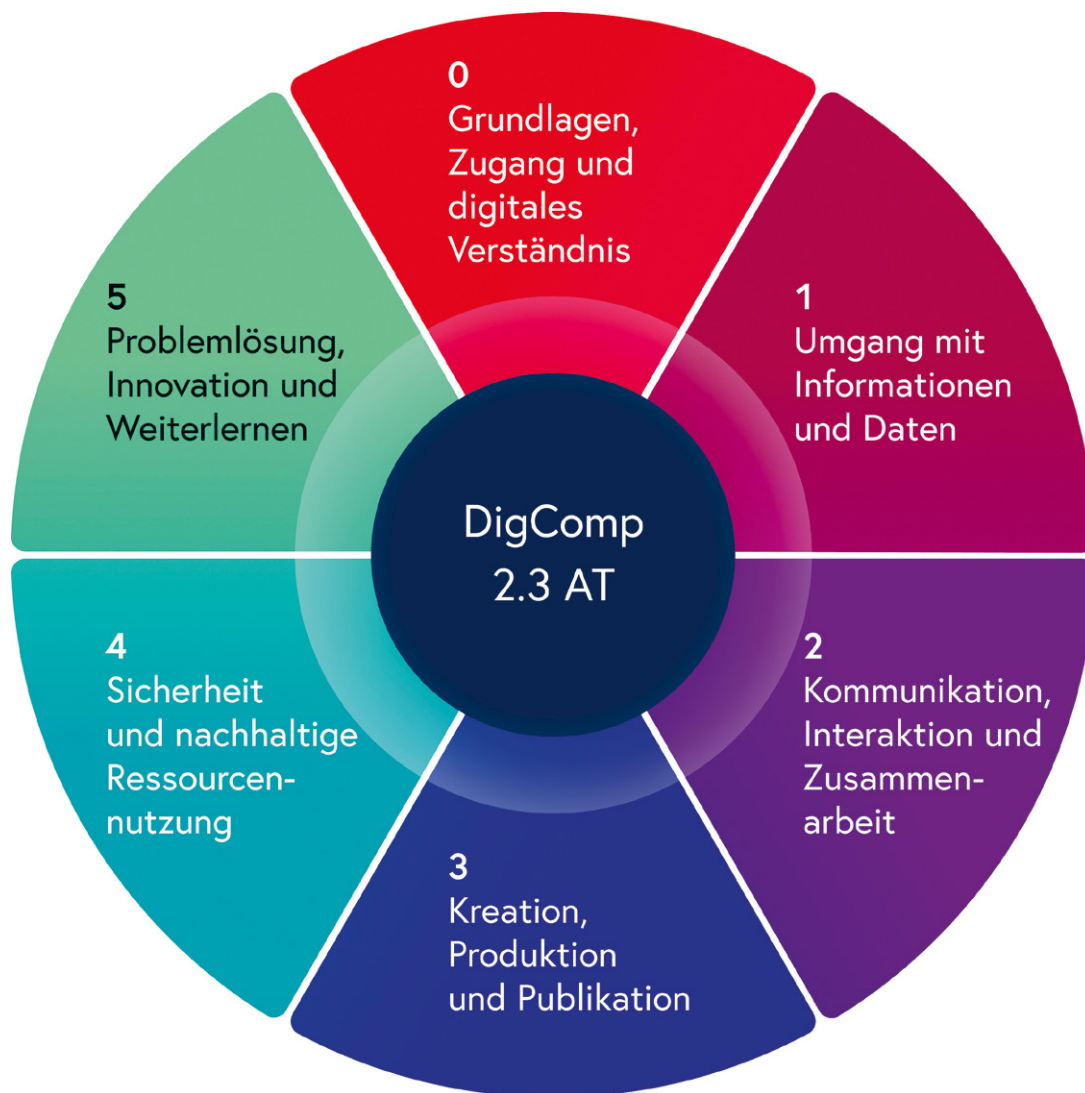 0
Grundlagen,
Zugang und
digitales
Verständnis
1
Umgang mit
Informationen
und Daten
2
Kommunikation,
Interaktion und
Zusammen-
arbeit
3
Kreation,
Produktion
und Publikation
4
Sicherheit
und nachhaltige
Ressourcen-
nutzung
5
Problemlösung,
Innovation und
Weiterlernen
DigComp
2.3 AT